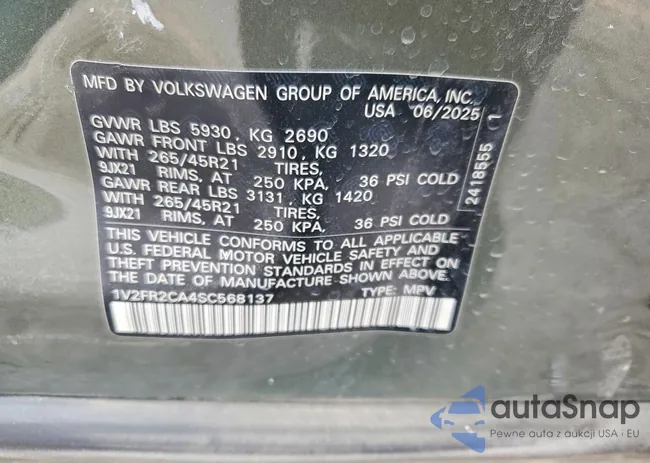 MFD BY VOLKSWAGEN GROUP OF AMERICA, INC.
USA 06/2025
GVWR LBS 5930, KG 2690
GAWR FRONT LBS 2910, KG 1320
WITH 265/45R21 TIRES,
9JX21 RIMS, AT 250 KPA, 36 PSI COLD
GAWR REAR LBS 3131, KG 1420
WITH 265/45R21 TIRES,
9JX21 RIMS, AT 250 KPA, 36 PSI COLD
THIS VEHICLE CONFORMS TO ALL APPLICABLE
U.S. FEDERAL MOTOR VEHICLE SAFETY AND
THEFT PREVENTION STANDARDS IN EFFECT ON
THE DATE OF MANUFACTURE SHOWN ABOVE.
1V2FR2CA4SC568137 TYPE: MPV
2418555 1
autaSnap
Pewne auta z aukcji USA i EU